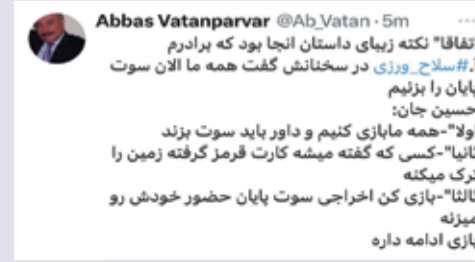 Abbas Vatanparvar @Ab_Vatan · 5m
اتفاقا" نکته زیبای داستان انجا بود که برادرم
#سلاح_ورزی در سخنانش گفت همه ما الان سوت
پایان را بزنیم
حسین جان:
اولا"-همه مابازی کنیم و داور باید سوت بزند
ثانیا"-کسی که گفته میشه کارت قرمز گرفته زمین را
ترک میکنه
ثالثا"-بازی کن اخراجی سوت پایان حضور خودش رو
میزنه
بازی ادامه داره